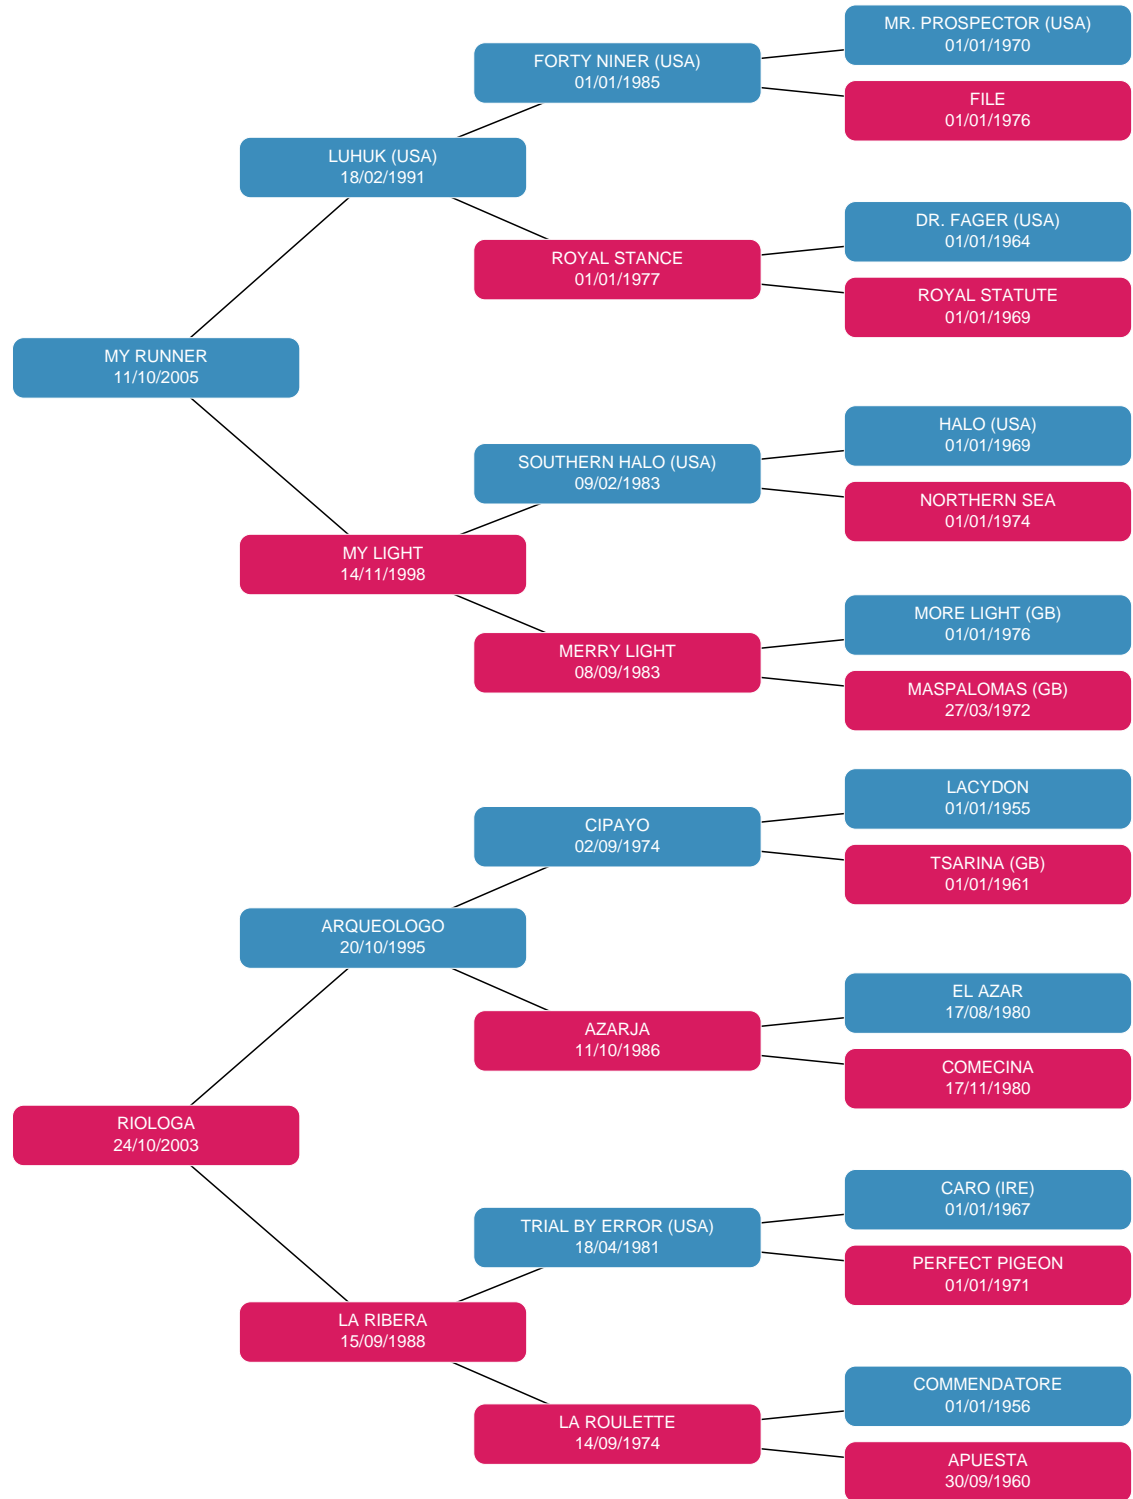 MR. PROSPECTOR (USA)
01/01/1970
FORTY NINER (USA)
01/01/1985
FILE
01/01/1976
LUHUK (USA)
18/02/1991
DR. FAGER (USA)
01/01/1964
ROYAL STANCE
01/01/1977
ROYAL STATUTE
01/01/1969
MY RUNNER
11/10/2005
HALO (USA)
01/01/1969
SOUTHERN HALO (USA)
09/02/1983
NORTHERN SEA
01/01/1974
MY LIGHT
14/11/1998
MORE LIGHT (GB)
01/01/1976
MERRY LIGHT
08/09/1983
MASPALOMAS (GB)
27/03/1972
LACYDON
01/01/1955
CIPAYO
02/09/1974
TSARINA (GB)
01/01/1961
ARQUEOLOGO
20/10/1995
EL AZAR
17/08/1980
AZARJA
11/10/1986
COMECINA
17/11/1980
RIOLOGA
24/10/2003
CARO (IRE)
01/01/1967
TRIAL BY ERROR (USA)
18/04/1981
PERFECT PIGEON
01/01/1971
LA RIBERA
15/09/1988
COMMENDATORE
01/01/1956
LA ROULETTE
14/09/1974
APUESTA
30/09/1960